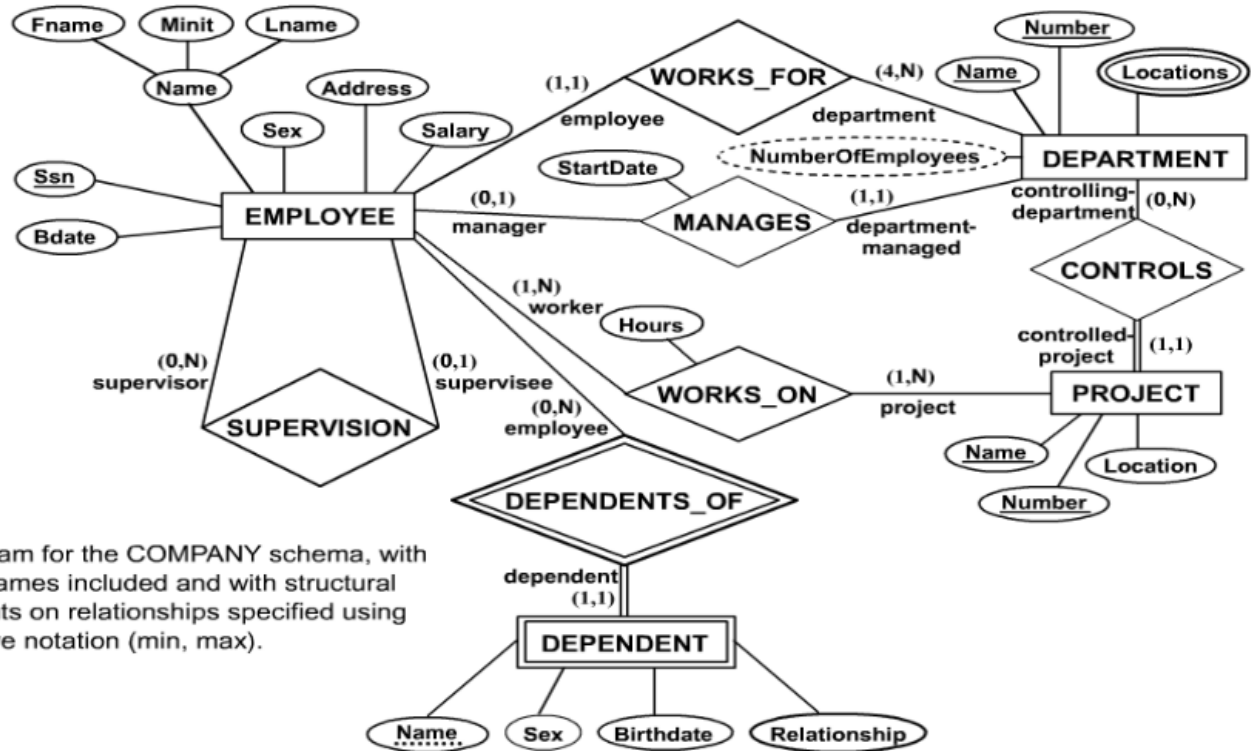 Fname
Minit
Lname
Name
Address
Sex
Salary
Ssn
Bdate
EMPLOYEE
(1,1)
employee
WORKS_FOR
(4,N)
department
Number
Name
Locations
NumberOfEmployees
DEPARTMENT
StartDate
(0,1)
manager
MANAGES
(1,1)
department-
managed
controlling-
department
(0,N)
CONTROLS
controlled-
project
(1,1)
(1,N)
worker
Hours
WORKS_ON
(1,N)
project
PROJECT
Name
Number
Location
(0,N)
supervisor
(0,1)
supervisee
SUPERVISION
(0,N)
employee
DEPENDENTS_OF
am for the COMPANY schema, with
ames included and with structural
ts on relationships specified using
e notation (min, max).
dependent
(1,1)
DEPENDENT
Name
Sex
Birthdate
Relationship